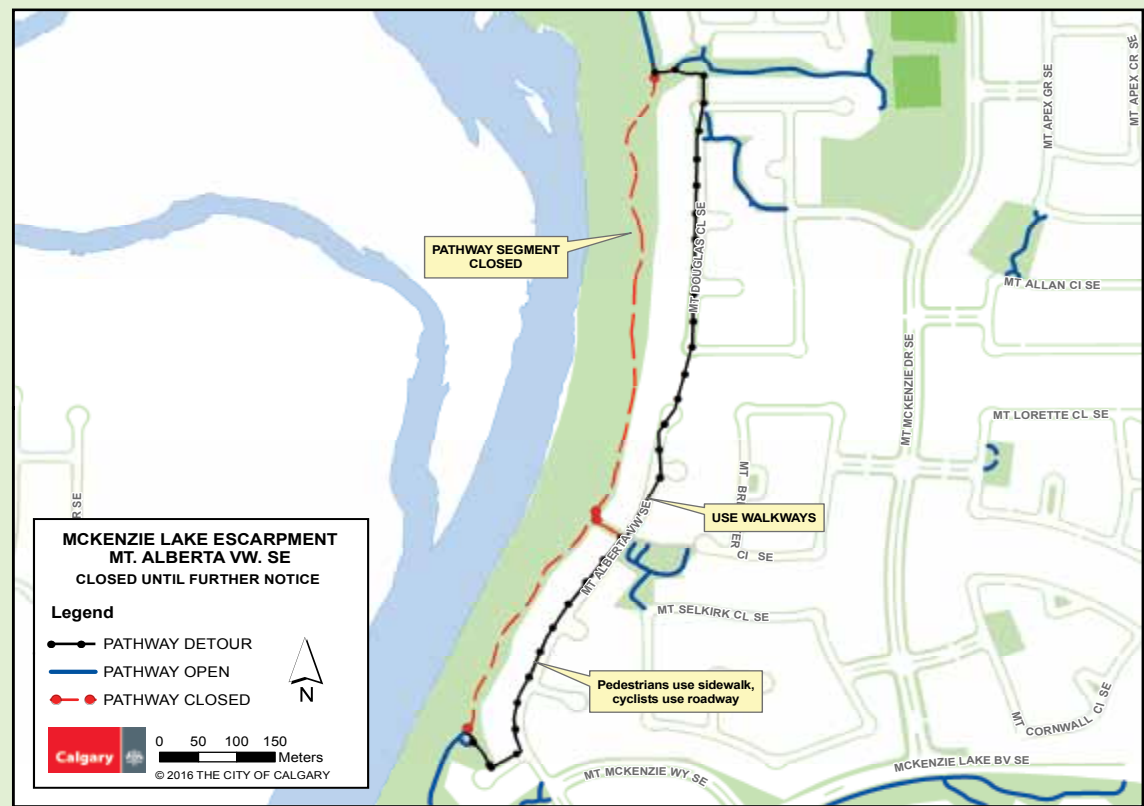 MT APEX GR SE
MT APEX CR SE
PATHWAY SEGMENT
CLOSED
MT DOUGLAS CL SE
MT ALLAN CI SE
MT MCKENZIE DR SE
MT LORETTE CL SE
R SE
USE WALKWAYS
MT ALBERTA VW SE
CI SE
MT SELKIRK CL SE
Pedestrians use sidewalk,
cyclists use roadway
MT CORNWALL CI SE
MT MCKENZIE WY SE
MCKENZIE LAKE BV SE
MCKENZIE LAKE ESCARPMENT
MT. ALBERTA VW. SE
CLOSED UNTIL FURTHER NOTICE
Legend
PATHWAY DETOUR
PATHWAY OPEN
PATHWAY CLOSED
N
Calgary
0 50 100 150
Meters
© 2016 THE CITY OF CALGARY